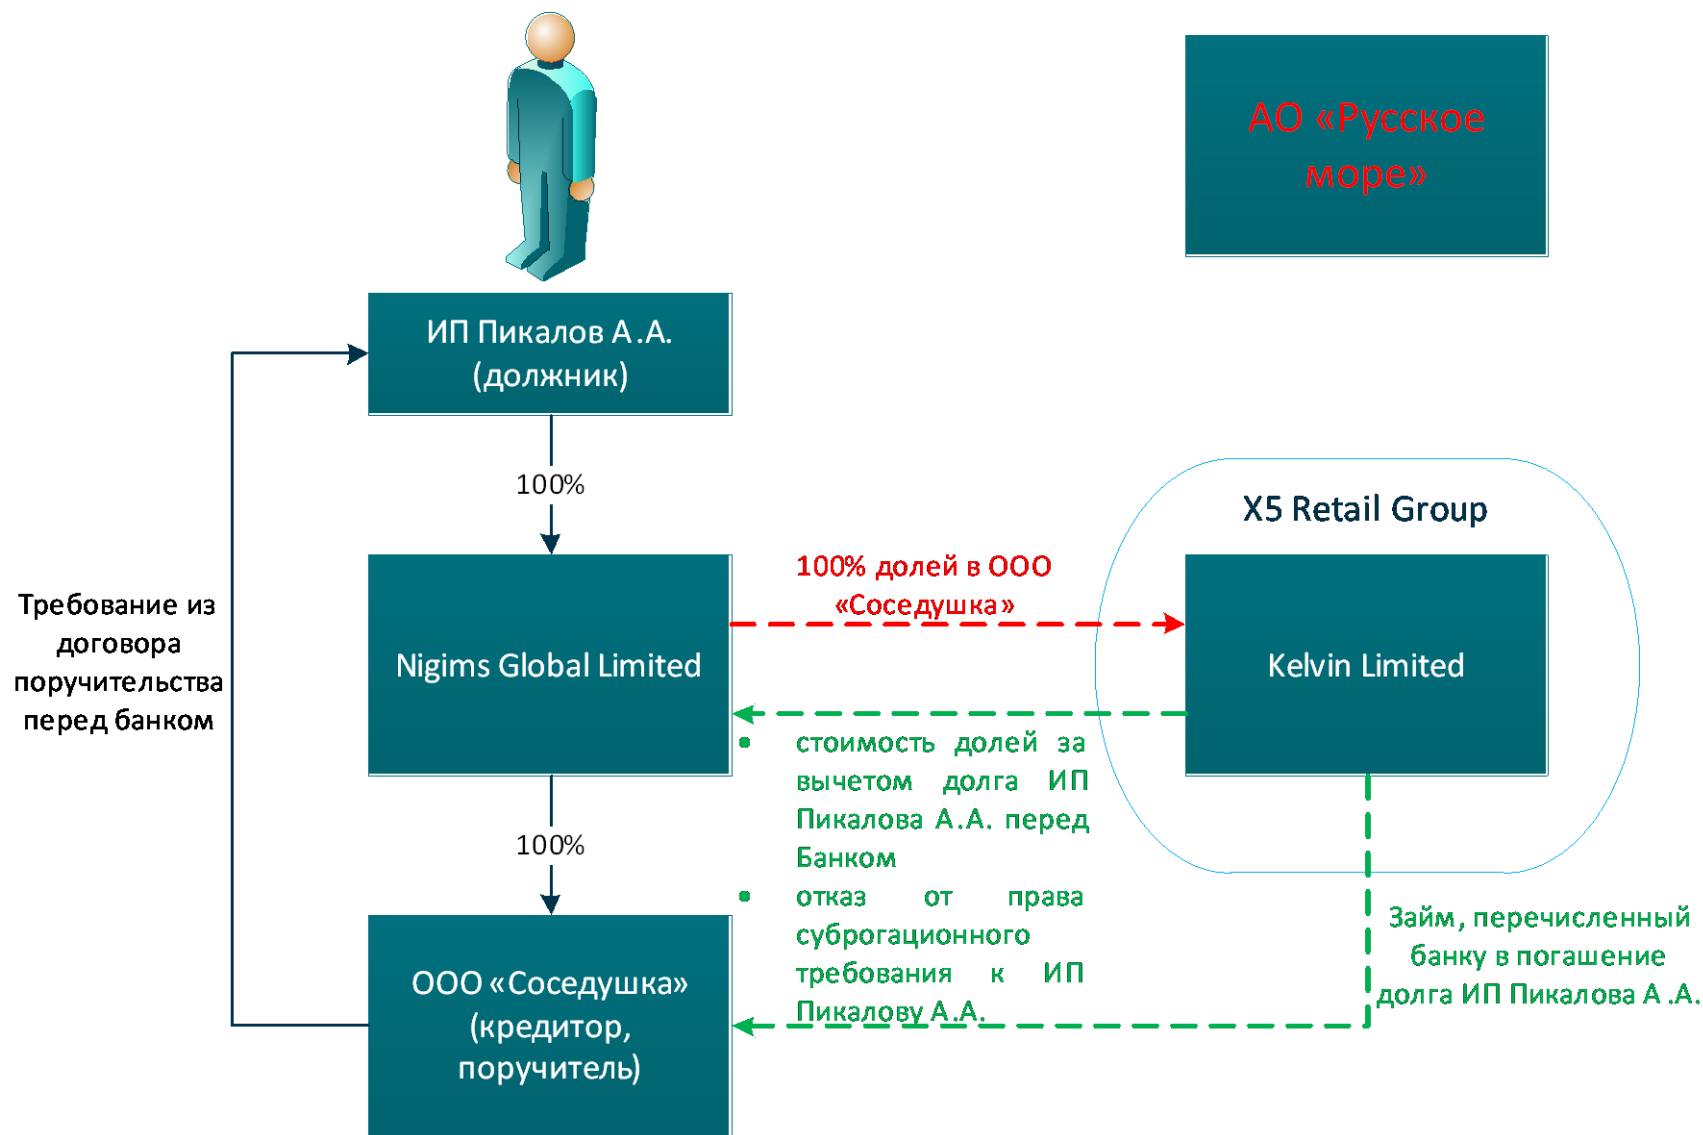 АО «Русское
море»
ИП Пикалов А.А.
(должник)
100%
X5 Retail Group
100% долей в ООО
«Соседушка»
Требование из
договора
поручительства
перед банком
Nigims Global Limited
Kelvin Limited
• стоимость долей за
вычетом долга ИП
Пикалова А.А. перед
Банком
• отказ от права
суброгационного
требования к ИП
Пикалову А.А.
100%
Займ, перечисленный
банку в погашение
долга ИП Пикалова А.А.
ООО «Соседушка»
(кредитор,
поручитель)